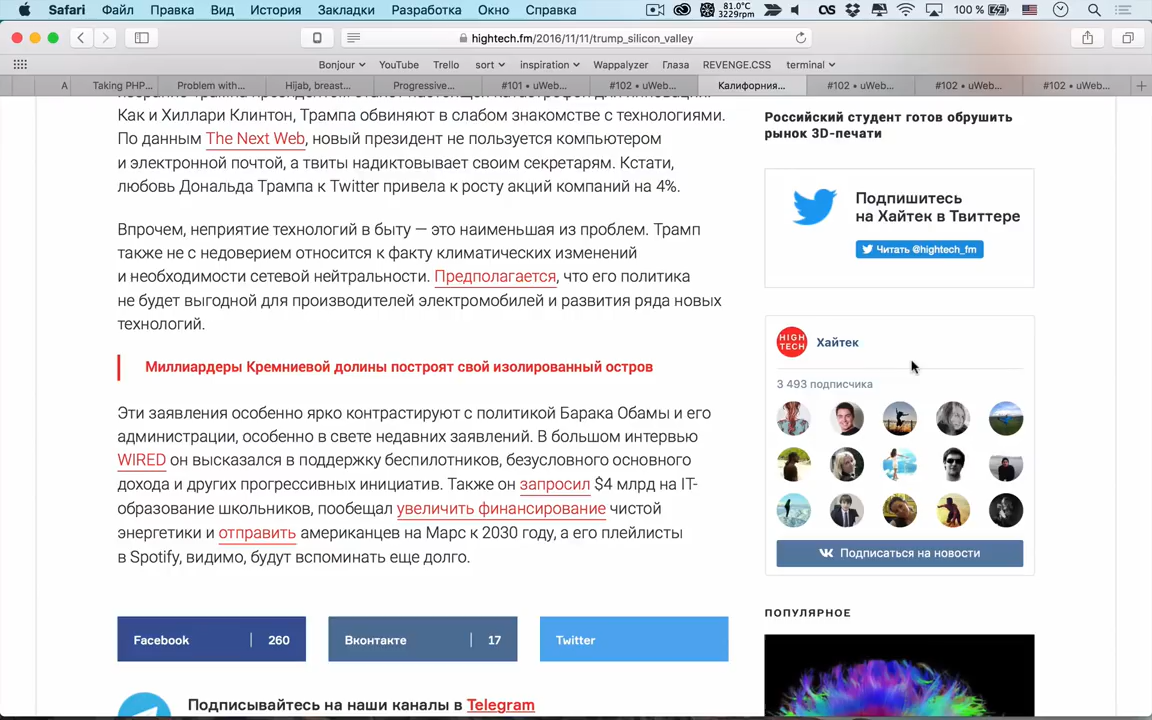 Safari Файл Правка Вид История Закладки Разработка Окно Справка
81.0°C
3229rpm
100 %
hightech.fm/2016/11/11/trump_silicon_valley
Bonjour YouTube Trello sort inspiration Wappalyzer Глаза REVENGE.CSS terminal
A Taking PHP... Problem with... Hijab, breast... Progressive... #101 • uWeb... #102 • uWeb... Калифорния... #102 • uWeb... #102 • uWeb... #102 • uWeb...
Как и Хиллари Клинтон, Трампа обвиняют в слабом знакомстве с технологиями.
По данным The Next Web, новый президент не пользуется компьютером
и электронной почтой, а твиты надиктовывает своим секретарям. Кстати,
любовь Дональда Трампа к Twitter привела к росту акций компаний на 4%.
Впрочем, неприятие технологий в быту — это наименьшая из проблем. Трамп
также не с недоверием относится к факту климатических изменений
и необходимости сетевой нейтральности. Предполагается, что его политика
не будет выгодной для производителей электромобилей и развития ряда новых
технологий.
Миллиардеры Кремниевой долины построят свой изолированный остров
Эти заявления особенно ярко контрастируют с политикой Барака Обамы и его
администрации, особенно в свете недавних заявлений. В большом интервью
WIRED он высказался в поддержку беспилотников, безусловного основного
дохода и других прогрессивных инициатив. Также он запросил $4 млрд на IT-
образование школьников, пообещал увеличить финансирование чистой
энергетики и отправить американцев на Марс к 2030 году, а его плейлисты
в Spotify, видимо, будут вспоминать еще долго.
Facebook 260
Вконтакте 17
Twitter
Подписывайтесь на наши каналы в Telegram
Российский студент готов обрушить
рынок 3D-печати
Подпишитесь
на Хайтек в Твиттере
Читать @hightech_fm
HIGH
TECH
Хайтек
3 493 подписчика
Подписаться на новости
ПОПУЛЯРНОЕ